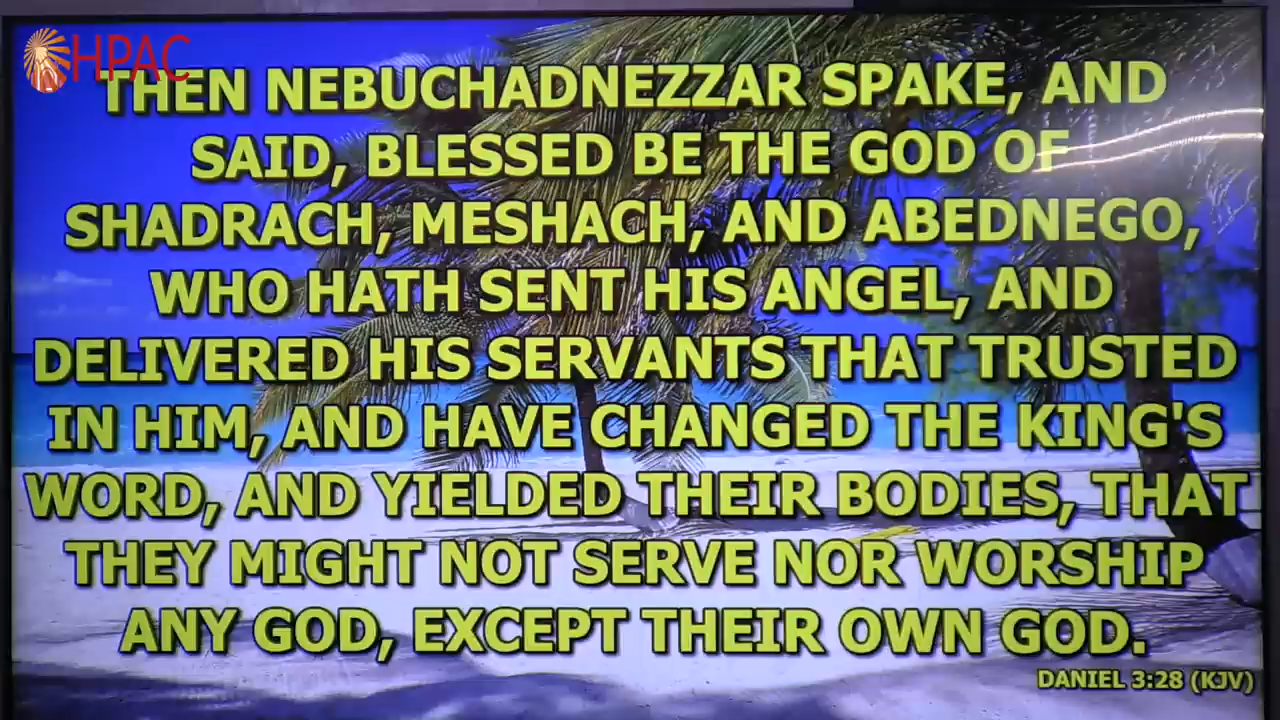 HPAC
THEN NEBUCHADNEZZAR SPAKE, AND
SAID, BLESSED BE THE GOD OF
SHADRACH, MESHACH, AND ABEDNEGO,
WHO HATH SENT HIS ANGEL, AND
DELIVERED HIS SERVANTS THAT TRUSTED
IN HIM, AND HAVE CHANGED THE KING'S
WORD, AND YIELDED THEIR BODIES, THAT
THEY MIGHT NOT SERVE NOR WORSHIP
ANY GOD, EXCEPT THEIR OWN GOD.
DANIEL 3:28 (KJV)